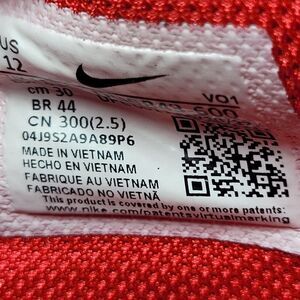 US
12
VO1
cm 30
BR 44
CN 300(2.5)
04J9S2A9A89P6
MADE IN VIETNAM
HECHO EN VIETNAM
FABRIQUE AU VIETNAM
FABRICADO NO VIETNÃ
This product is covered by one or more patents:
www.nike.com/patentsvirtualmarking